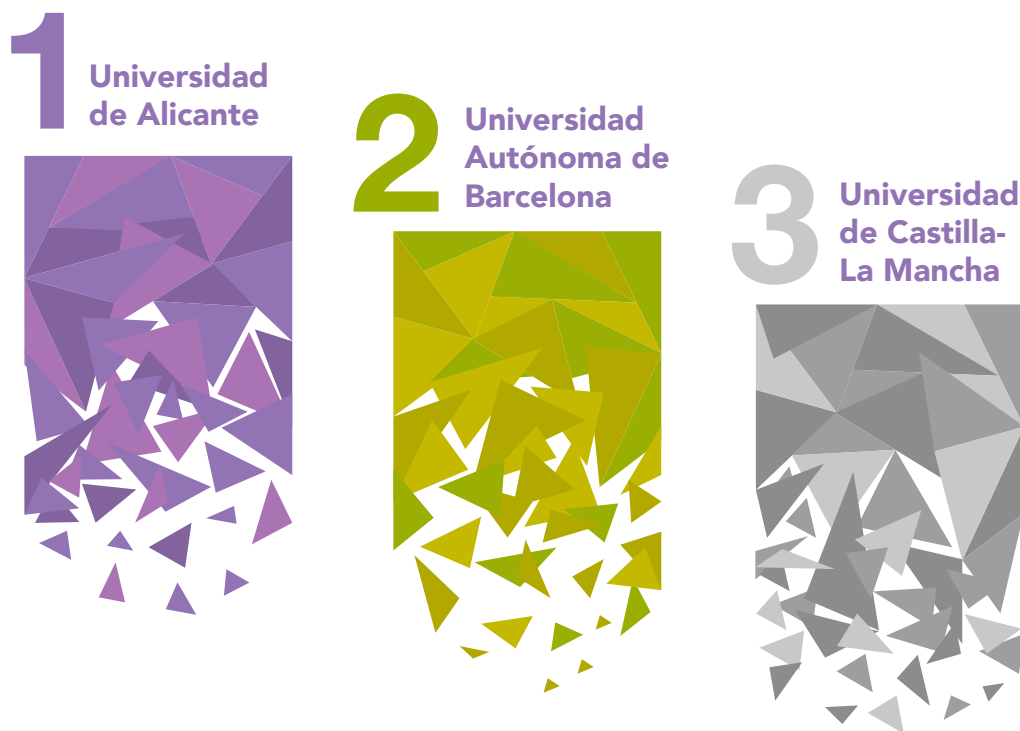 1
Universidad
de Alicante
2
Universidad
Autónoma de
Barcelona
3
Universidad
de Castilla-
La Mancha